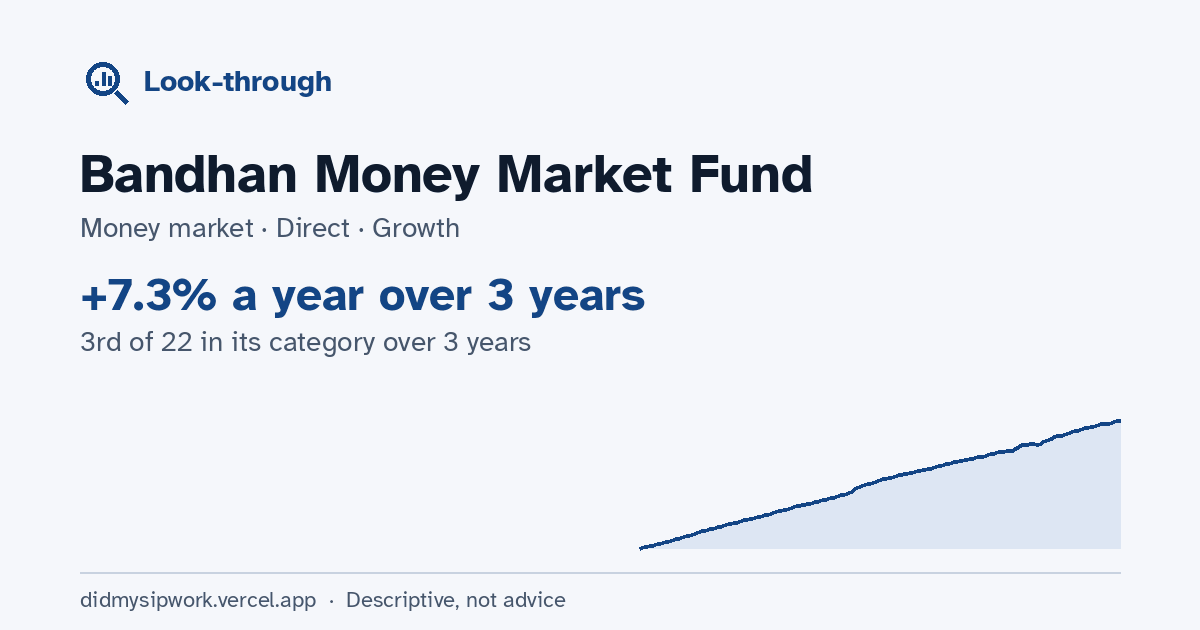 Look-through
Bandhan Money Market Fund
Money market · Direct · Growth
+7.3% a year over 3 years
3rd of 22 in its category over 3 years
didmysipwork.vercel.app · Descriptive, not advice